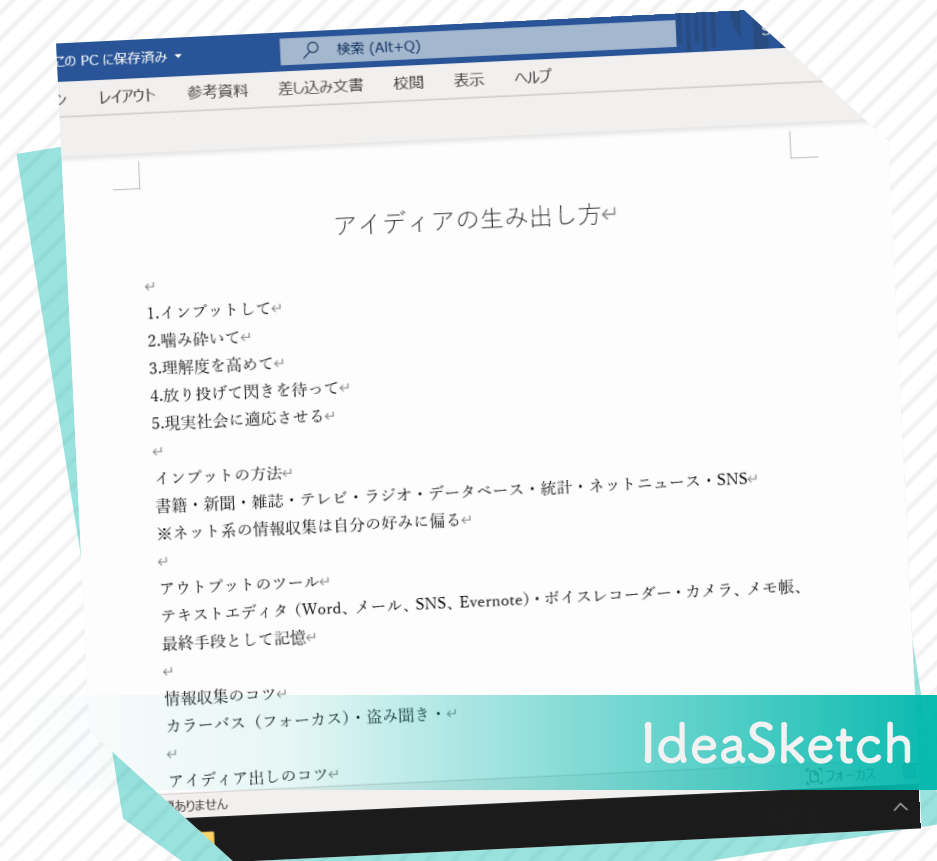 この PC に保存済み
検索 (Alt+Q)
レイアウト 参考資料 差し込み文書 校閲 表示 ヘルプ
アイディアの生み出し方
1.インプットして
2.噛み砕いて
3.理解度を高めて
4.放り投げて閃きを待って
5.現実社会に適応させる
インプットの方法
書籍・新聞・雑誌・テレビ・ラジオ・データベース・統計・ネットニュース・SNS
※ネット系の情報収集は自分の好みに偏る
アウトプットのツール
テキストエディタ（Word、メール、SNS、Evernote）・ボイスレコーダー・カメラ、メモ帳、
最終手段として記憶
情報収集のコツ
カラーバス（フォーカス）・盗み聞き・
IdeaSketch
アイディア出しのコツ
フォーカス
ありません